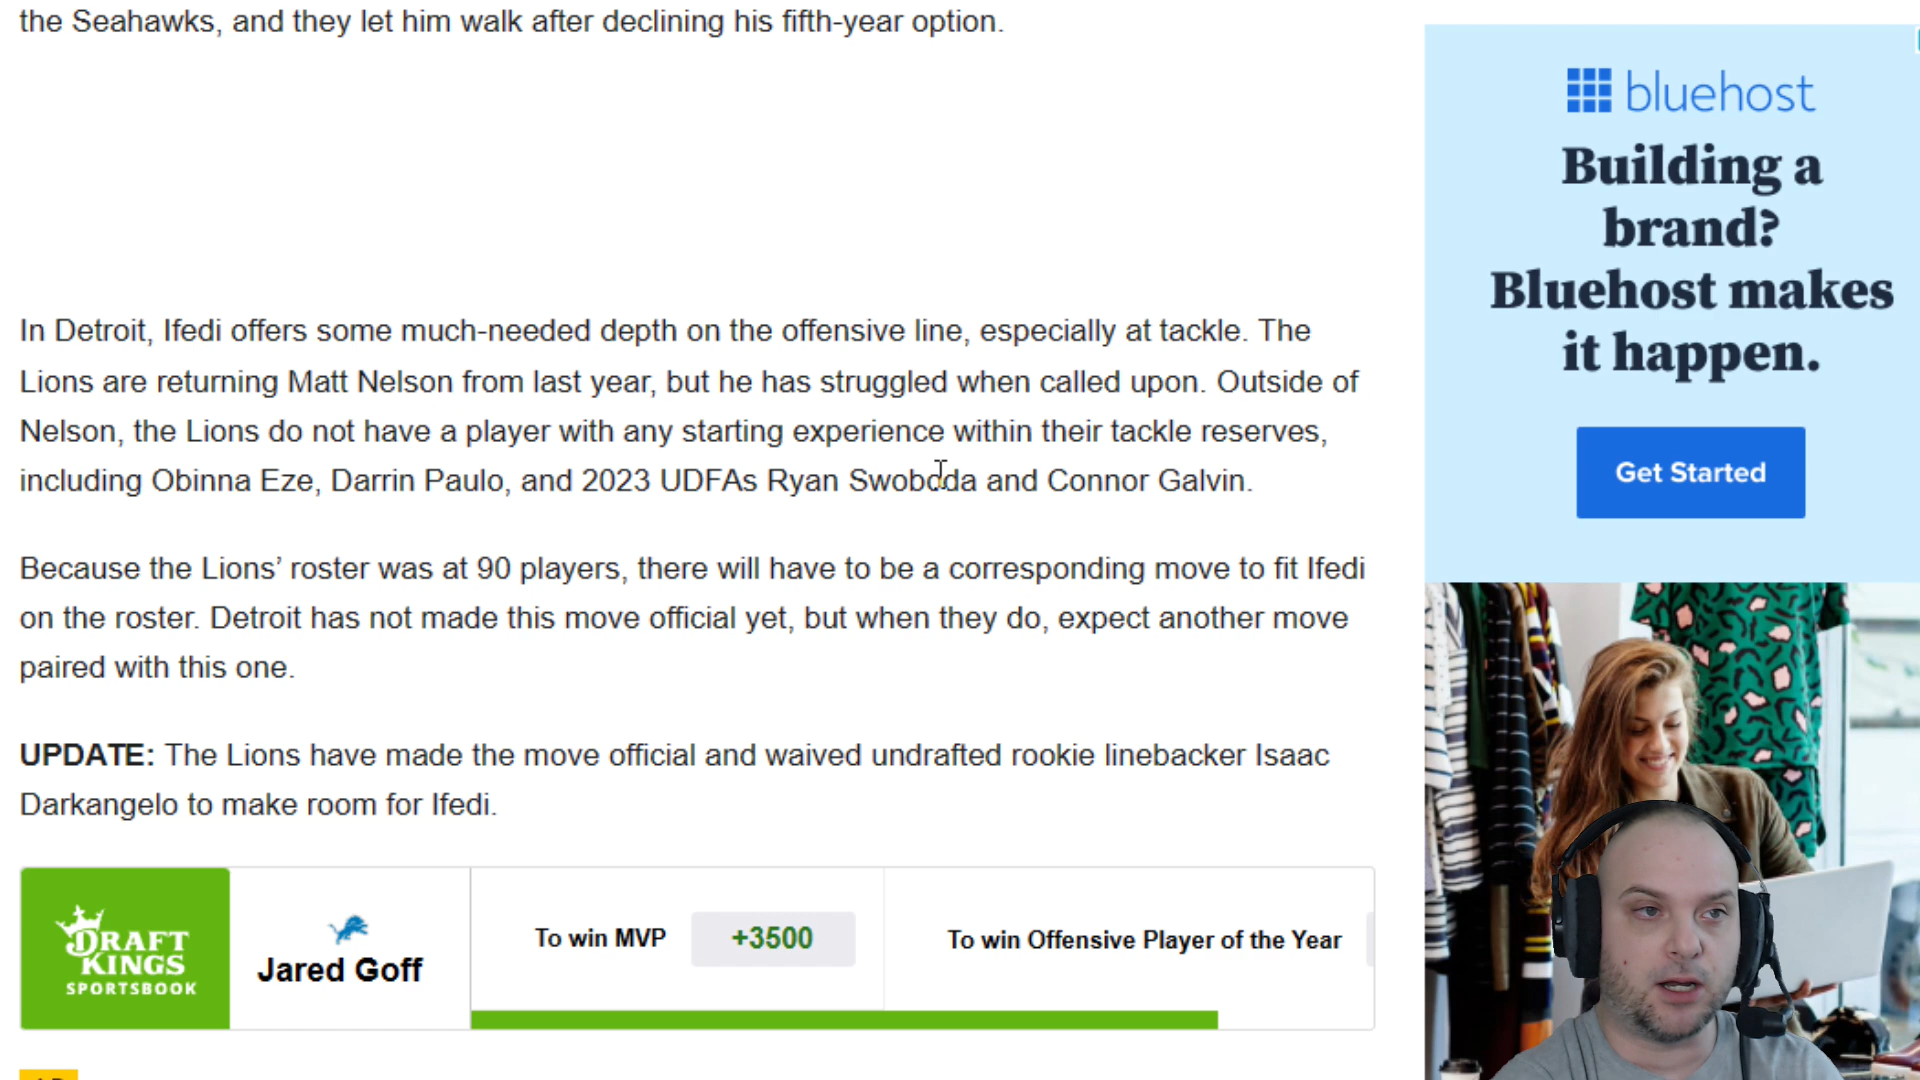 the Seahawks, and they let him walk after declining his fifth-year option.
In Detroit, Ifedi offers some much-needed depth on the offensive line, especially at tackle. The
Lions are returning Matt Nelson from last year, but he has struggled when called upon. Outside of
Nelson, the Lions do not have a player with any starting experience within their tackle reserves,
including Obinna Eze, Darrin Paulo, and 2023 UDFAs Ryan Swoboda and Connor Galvin.
Because the Lions’ roster was at 90 players, there will have to be a corresponding move to fit Ifedi
on the roster. Detroit has not made this move official yet, but when they do, expect another move
paired with this one.
UPDATE: The Lions have made the move official and waived undrafted rookie linebacker Isaac
Darkangelo to make room for Ifedi.
DRAFT
KINGS
SPORTSBOOK
Jared Goff
To win MVP +3500
To win Offensive Player of the Year
bluehost
Building a
brand?
Bluehost makes
it happen.
Get Started